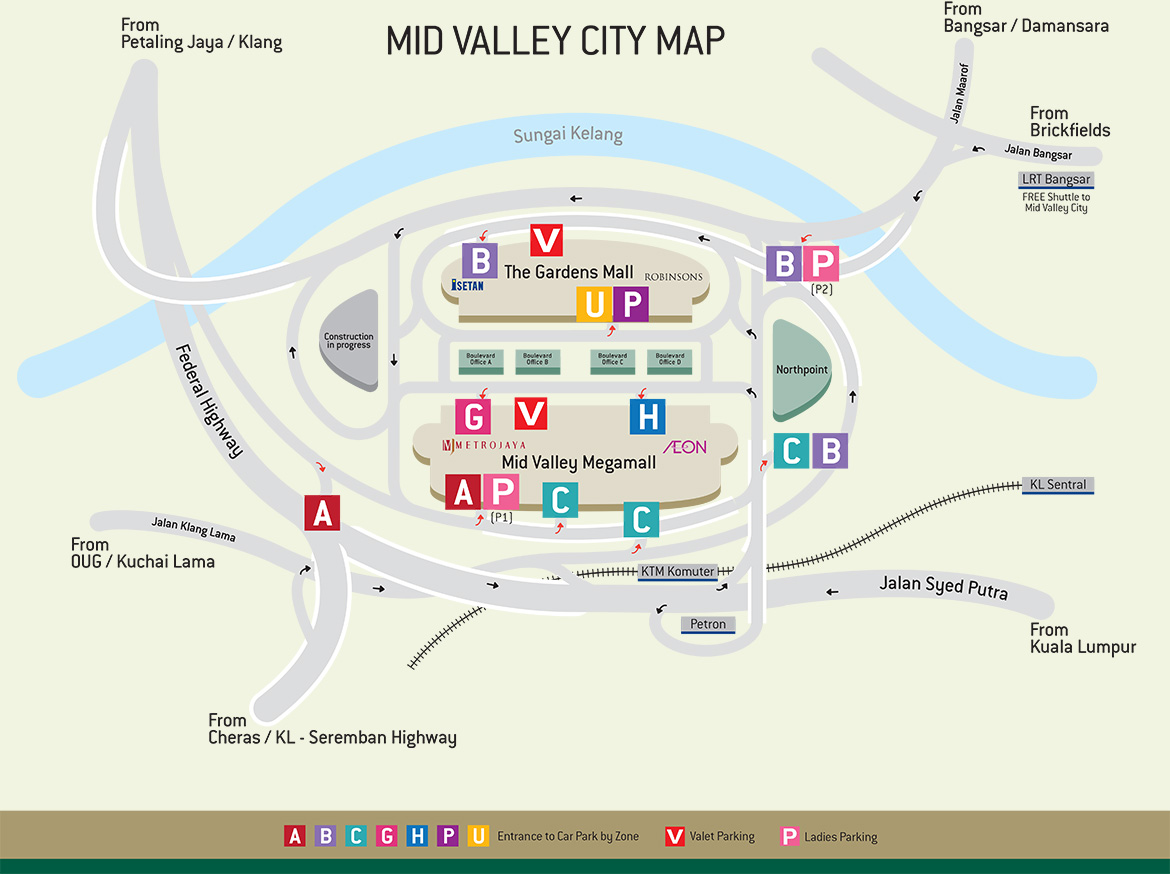 MID VALLEY CITY MAP
From
Petaling Jaya / Klang
From
Bangsar / Damansara
Jalan Maarof
From
Brickfields
Jalan Bangsar
LRT Bangsar
FREE Shuttle to
Mid Valley City
Sungai Kelang
V
B
The Gardens Mall
ROBINSONS
ISETAN
U P
B P
(P2)
Construction
in progress
Boulevard
Office A
Boulevard
Office B
Boulevard
Office C
Boulevard
Office D
Northpoint
Federal Highway
G V H
METROJAYA
AEON
Mid Valley Megamall
C B
A P
(P1)
C
C
A
KL Sentral
Jalan Klang Lama
From
OUG / Kuchai Lama
KTM Komuter
Jalan Syed Putra
Petron
From
Kuala Lumpur
From
Cheras / KL - Seremban Highway
A B C G H P U Entrance to Car Park by Zone V Valet Parking P Ladies Parking